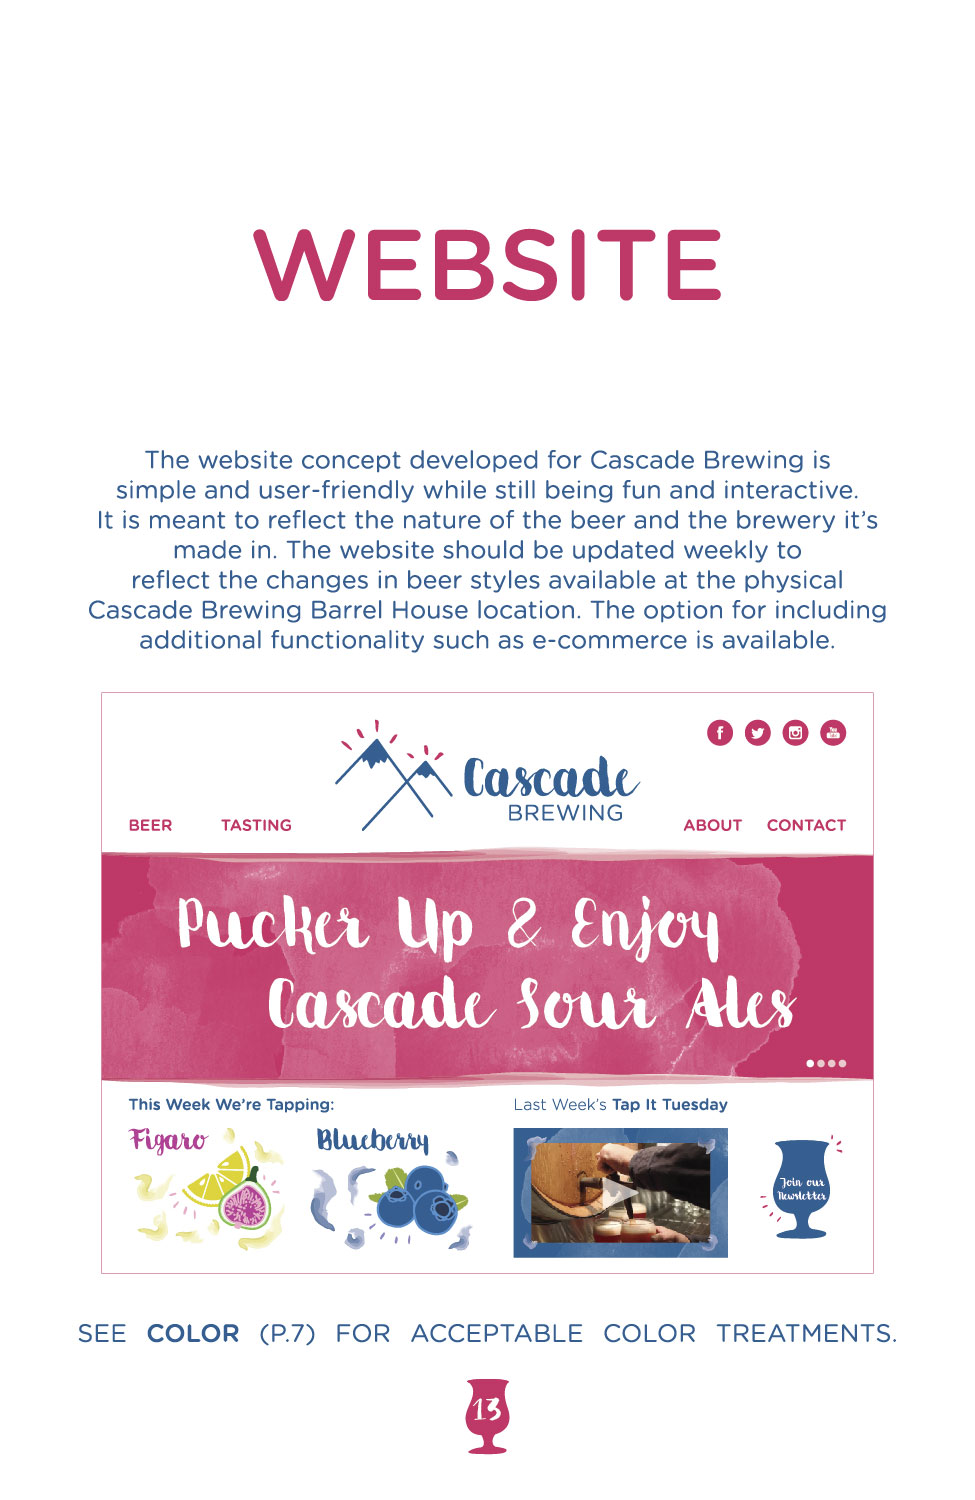 WEBSITE
The website concept developed for Cascade Brewing is
simple and user-friendly while still being fun and interactive.
It is meant to reflect the nature of the beer and the brewery it's
made in. The website should be updated weekly to
reflect the changes in beer styles available at the physical
Cascade Brewing Barrel House location. The option for including
additional functionality such as e-commerce is available.
Cascade
BREWING
BEER TASTING ABOUT CONTACT
Pucker Up & Enjoy
Cascade Sour Ales
This Week We're Tapping:
Figaro
Blueberry
Last Week's Tap It Tuesday
Join our
Newsletter
SEE COLOR (P.7) FOR ACCEPTABLE COLOR TREATMENTS.
13